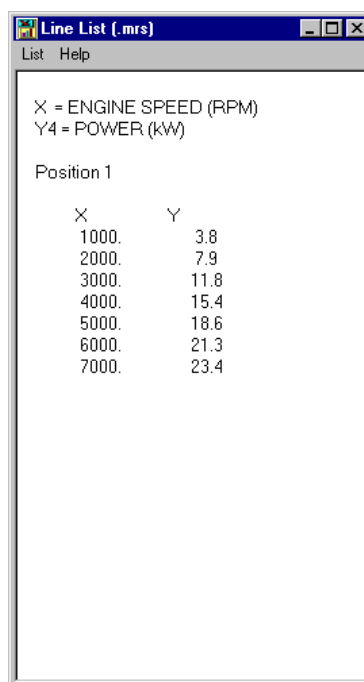 Line List (.mrs)
List Help
X = ENGINE SPEED (RPM)
Y4 = POWER (kW)
Position 1
X Y
1000. 3.8
2000. 7.9
3000. 11.8
4000. 15.4
5000. 18.6
6000. 21.3
7000. 23.4